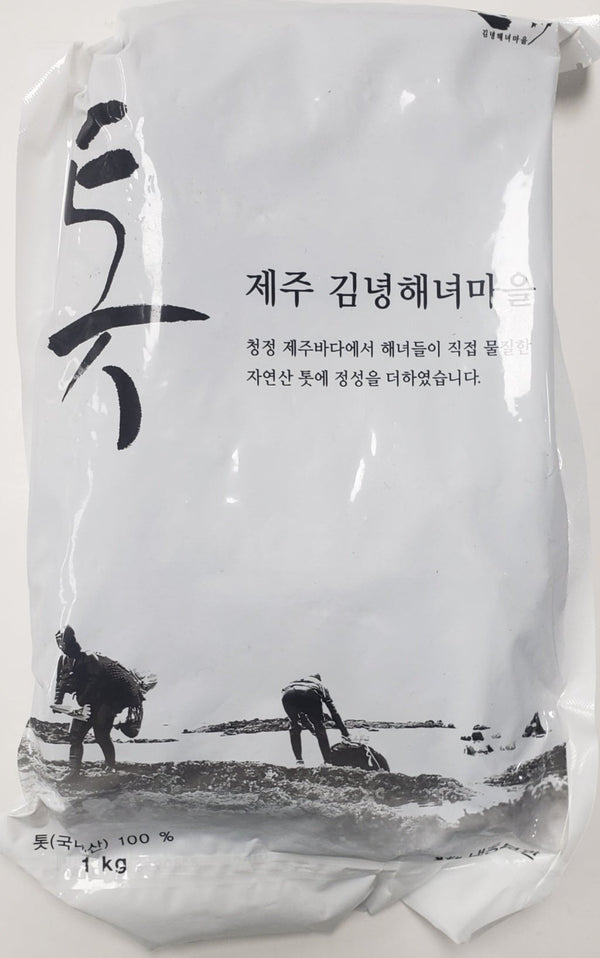 김녕해녀마을
톳
제주 김녕해녀마을
청정 제주바다에서 해녀들이 직접 물질한
자연산 톳에 정성을 더하였습니다.
톳(국내산) 100 %
1 kg